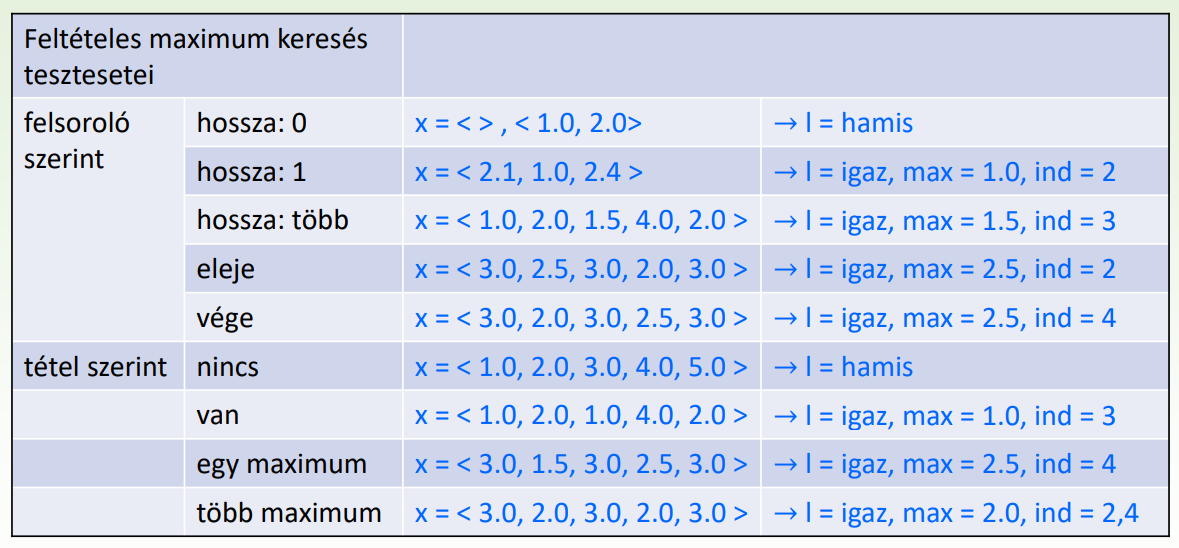 Feltételes maximum keresés
tesztesetei
felsoroló
szerint
hossza: 0 x = < > , < 1.0, 2.0> → l = hamis
hossza: 1 x = < 2.1, 1.0, 2.4 > → l = igaz, max = 1.0, ind = 2
hossza: több x = < 1.0, 2.0, 1.5, 4.0, 2.0 > → l = igaz, max = 1.5, ind = 3
eleje x = < 3.0, 2.5, 3.0, 2.0, 3.0 > → l = igaz, max = 2.5, ind = 2
vége x = < 3.0, 2.0, 3.0, 2.5, 3.0 > → l = igaz, max = 2.5, ind = 4
tétel szerint nincs x = < 1.0, 2.0, 3.0, 4.0, 5.0 > → l = hamis
van x = < 1.0, 2.0, 1.0, 4.0, 2.0 > → l = igaz, max = 1.0, ind = 3
egy maximum x = < 3.0, 1.5, 3.0, 2.5, 3.0 > → l = igaz, max = 2.5, ind = 4
több maximum x = < 3.0, 2.0, 3.0, 2.0, 3.0 > → l = igaz, max = 2.0, ind = 2,4